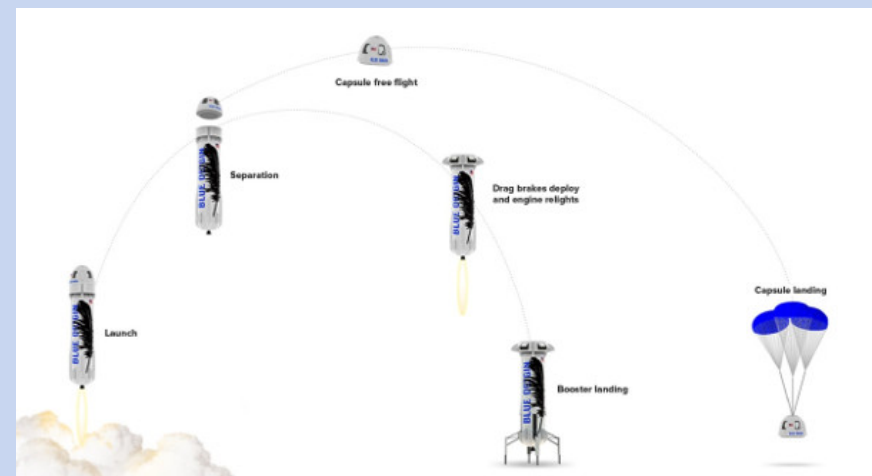 Capsule free flight
Separation
BLUE ORIGIN
Drag brakes deploy
and engine relights
BLUE ORIGIN
Capsule landing
Launch
BLUE ORIGIN
Booster landing
BLUE ORIGIN